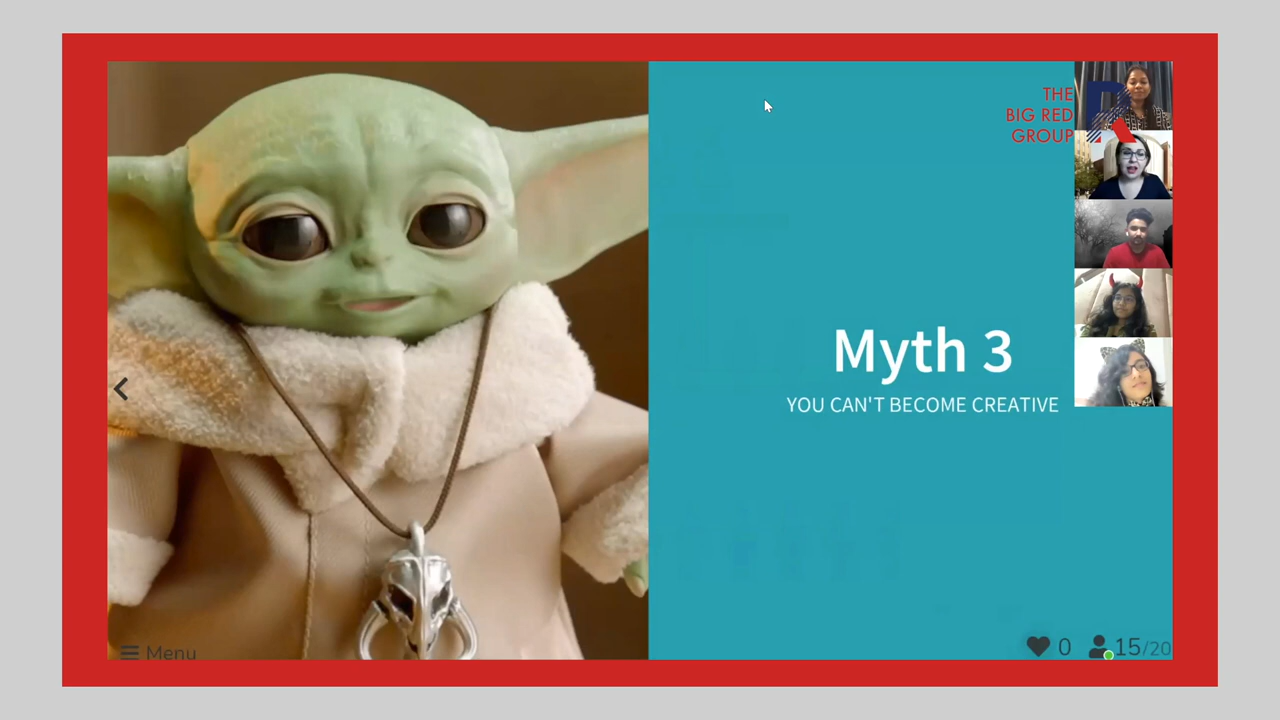 THE
BIG RED
GROUP
Myth 3
YOU CAN'T BECOME CREATIVE
Menu
0
15/20